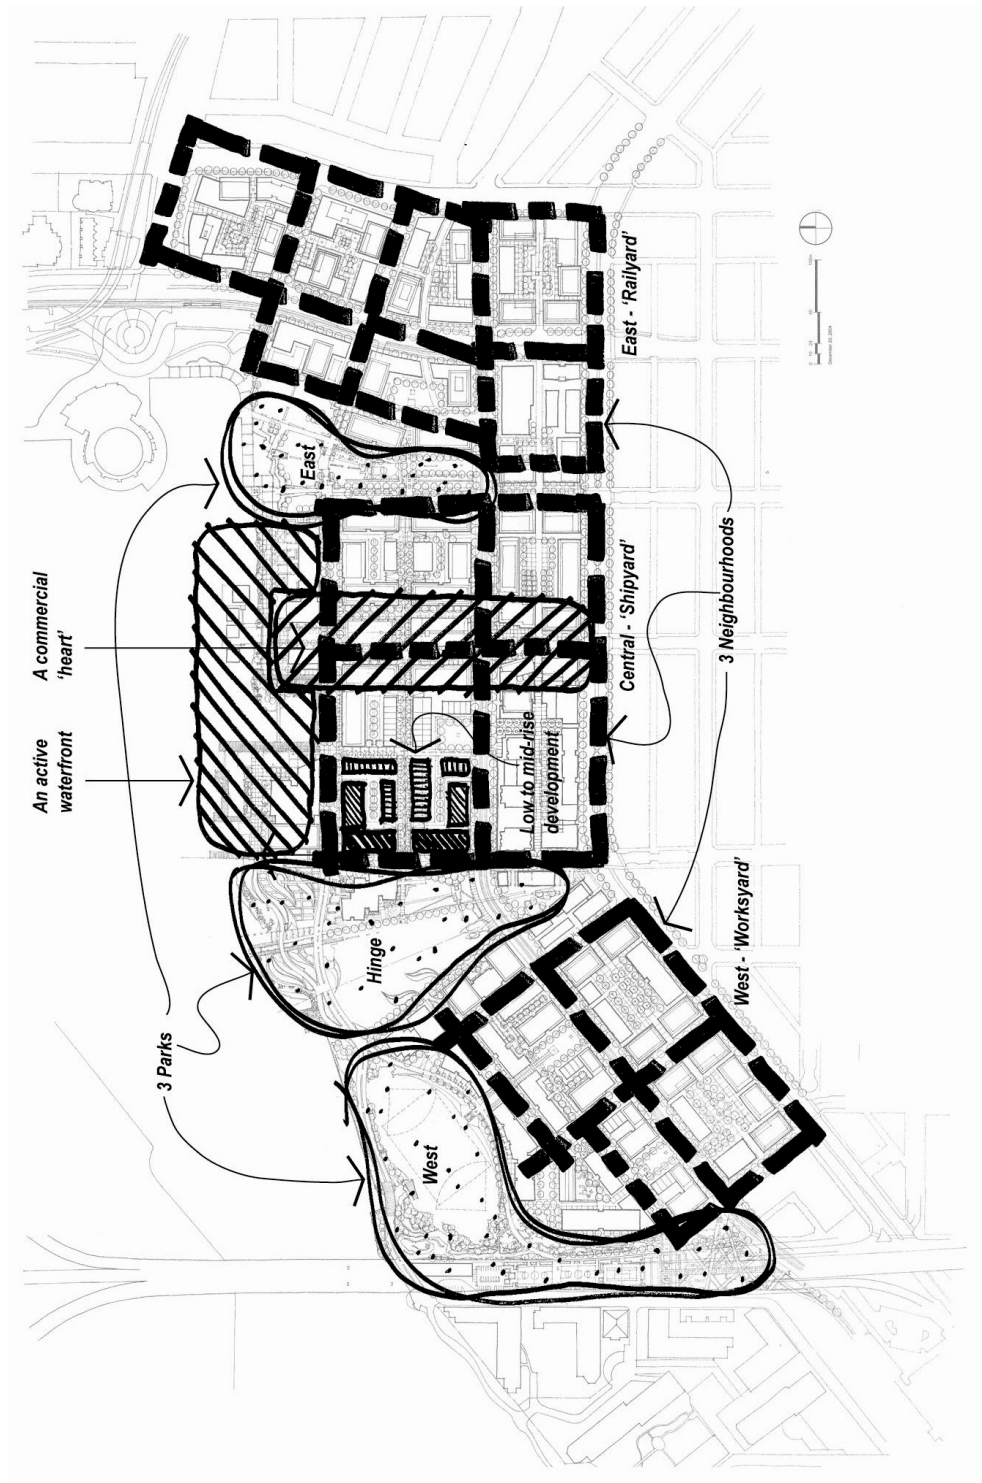 An active
waterfront
A commercial
'heart'
3 Parks
West
Hinge
East
Low to mid-rise
development
3 Neighbourhoods
West - 'Worksyard'
Central - 'Shipyard'
East - 'Railyard'